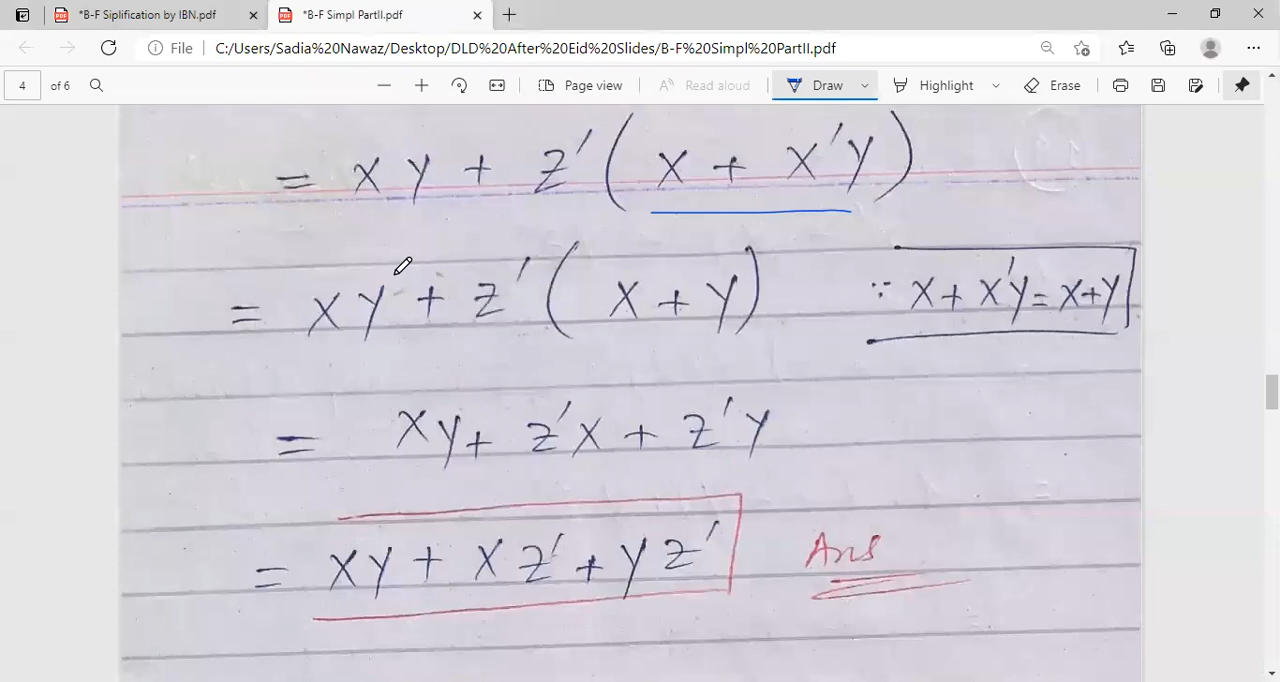 *B-F Siplification by IBN.pdf
*B-F Simpl PartII.pdf
File C:/Users/Sadia%20Nawaz/Desktop/DLD%20After%20Eid%20Slides/B-F%20Simpl%20PartII.pdf
4 of 6 Page view Read aloud Draw Highlight Erase
= XY + Z'(X + X'Y)
= XY + Z'(X + Y) ∵ X + X'Y = X+Y
= XY + Z'X + Z'Y
= XY + XZ' + YZ' Ans